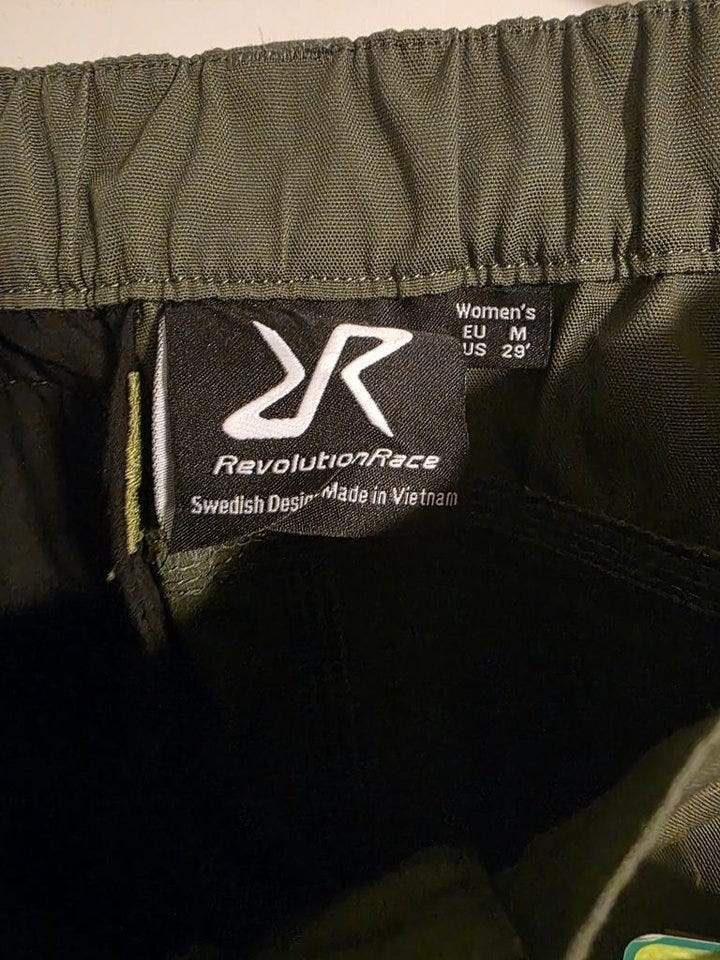 Women's
EU M
US 29'
RevolutionRace
Swedish Design Made in Vietnam